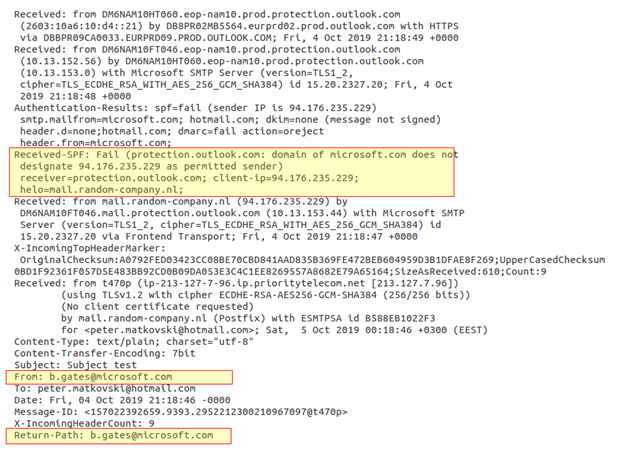 Received: from DM6NAM10HT060.eop-nam10.prod.protection.outlook.com
(2603:10a6:10:d4::21) by DB8PR02MB5564.eurprd02.prod.outlook.com with HTTPS
via DBBPR09CA0033.EURPRD09.PROD.OUTLOOK.COM; Fri, 4 Oct 2019 21:18:49 +0000
Received: from DM6NAM10FT046.eop-nam10.prod.protection.outlook.com
(10.13.152.56) by DM6NAM10HT060.eop-nam10.prod.protection.outlook.com
(10.13.153.0) with Microsoft SMTP Server (version=TLS1_2,
cipher=TLS_ECDHE_RSA_WITH_AES_256_GCM_SHA384) id 15.20.2327.20; Fri, 4 Oct
2019 21:18:48 +0000
Authentication-Results: spf=fail (sender IP is 94.176.235.229)
smtp.mailfrom=microsoft.com; hotmail.com; dkim=none (message not signed)
header.d=none;hotmail.com; dmarc=fail action=oreject
header.from=microsoft.com;
Received-SPF: Fail (protection.outlook.com: domain of microsoft.com does not
designate 94.176.235.229 as permitted sender)
receiver=protection.outlook.com; client-ip=94.176.235.229;
helo=mail.random-company.nl;
Received: from mail.random-company.nl (94.176.235.229) by
DM6NAM10FT046.mail.protection.outlook.com (10.13.153.44) with Microsoft SMTP
Server (version=TLS1_2, cipher=TLS_ECDHE_RSA_WITH_AES_256_GCM_SHA384) id
15.20.2327.20 via Frontend Transport; Fri, 4 Oct 2019 21:18:47 +0000
X-IncomingTopHeaderMarker:
OriginalChecksum:A0792FED03423CC08BE70CBD841AAD835B369FE472BEB604959D3B1DFAE8F269;UpperCasedChecksum
0BD1F92361F057D5E483BB92CD0B09DA053E3C4C1EE8269557A8682E79A65164;SizeAsReceived:610;Count:9
Received: from t470p (ip-213-127-7-96.ip.prioritytelecom.net [213.127.7.96])
(using TLSv1.2 with cipher ECDHE-RSA-AES256-GCM-SHA384 (256/256 bits))
(No client certificate requested)
by mail.random-company.nl (Postfix) with ESMTPSA id B588EB1022F3
for <peter.matkovski@hotmail.com>; Sat,  5 Oct 2019 00:18:46 +0300 (EEST)
Content-Type: text/plain; charset="utf-8"
Content-Transfer-Encoding: 7bit
Subject: Subject test
From: b.gates@microsoft.com
To: peter.matkovski@hotmail.com
Date: Fri, 04 Oct 2019 21:18:46 -0000
Message-ID: <157022392659.9393.2952212300210967097@t470p>
X-IncomingHeaderCount: 9
Return-Path: b.gates@microsoft.com